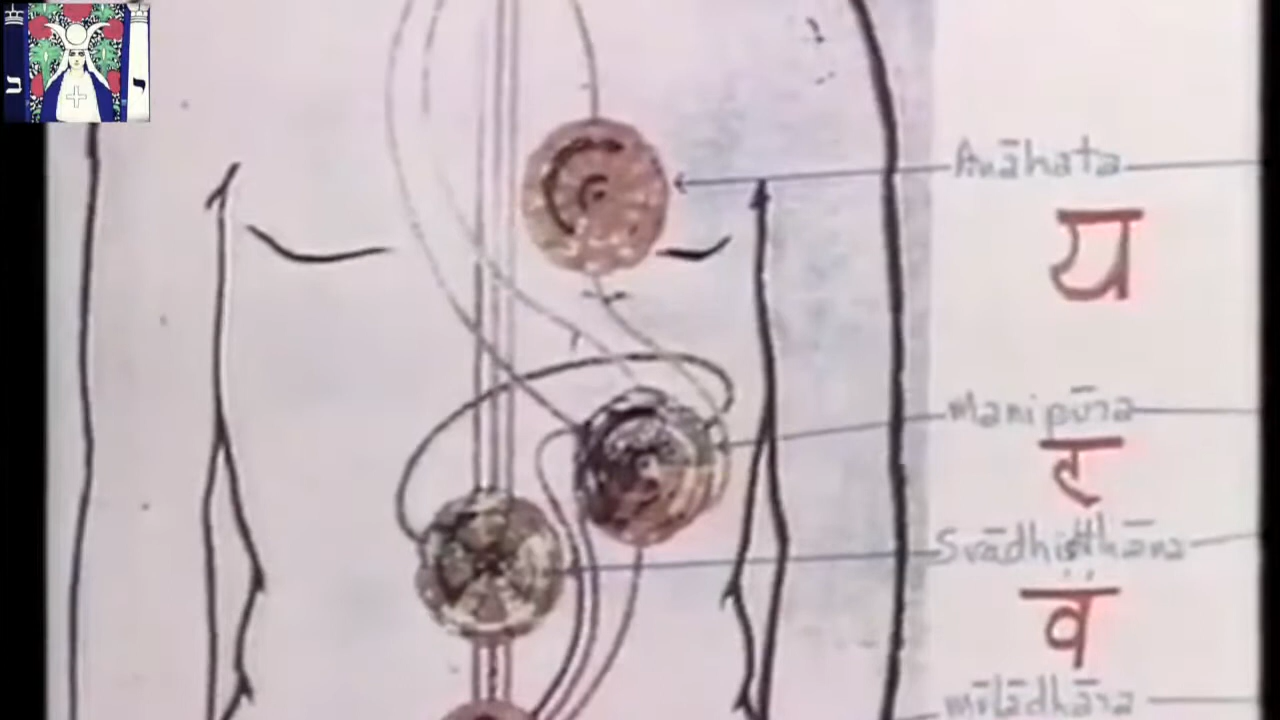 ב
י
Anāhata
य
Manipūra
र
Svādhiṣṭhāna
व
mūlādhāra